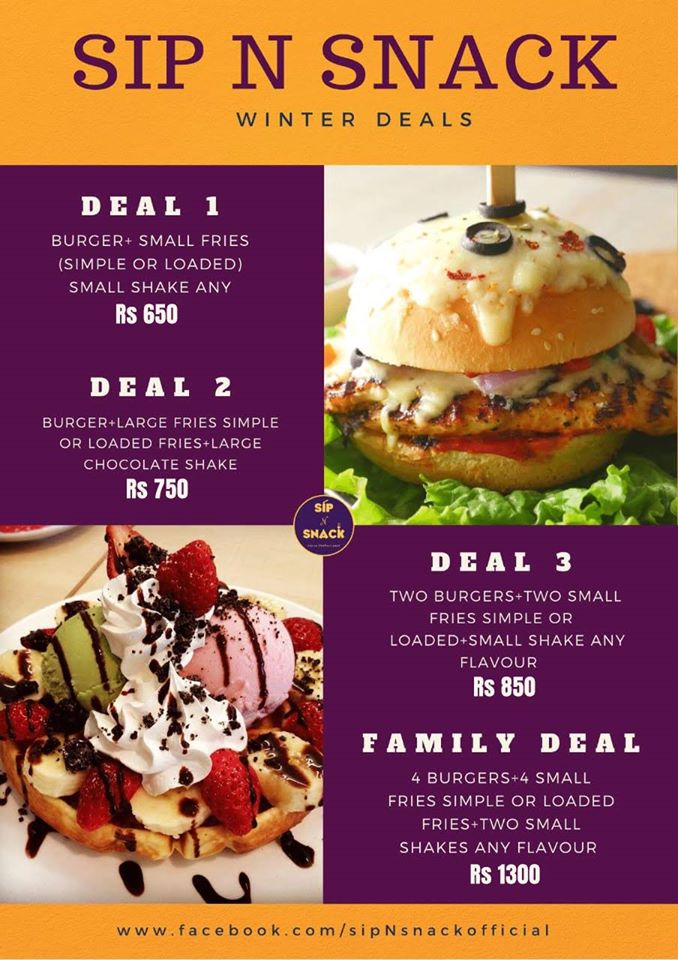 SIP N SNACK
WINTER DEALS
DEAL 1
BURGER+ SMALL FRIES
(SIMPLE OR LOADED)
SMALL SHAKE ANY
Rs 650
DEAL 2
BURGER+LARGE FRIES SIMPLE
OR LOADED FRIES+LARGE
CHOCOLATE SHAKE
Rs 750
SIP
N
SNACK
DEAL 3
TWO BURGERS+TWO SMALL
FRIES SIMPLE OR
LOADED+SMALL SHAKE ANY
FLAVOUR
Rs 850
FAMILY DEAL
4 BURGERS+4 SMALL
FRIES SIMPLE OR LOADED
FRIES+TWO SMALL
SHAKES ANY FLAVOUR
Rs 1300
www.facebook.com/sipNsnackofficial